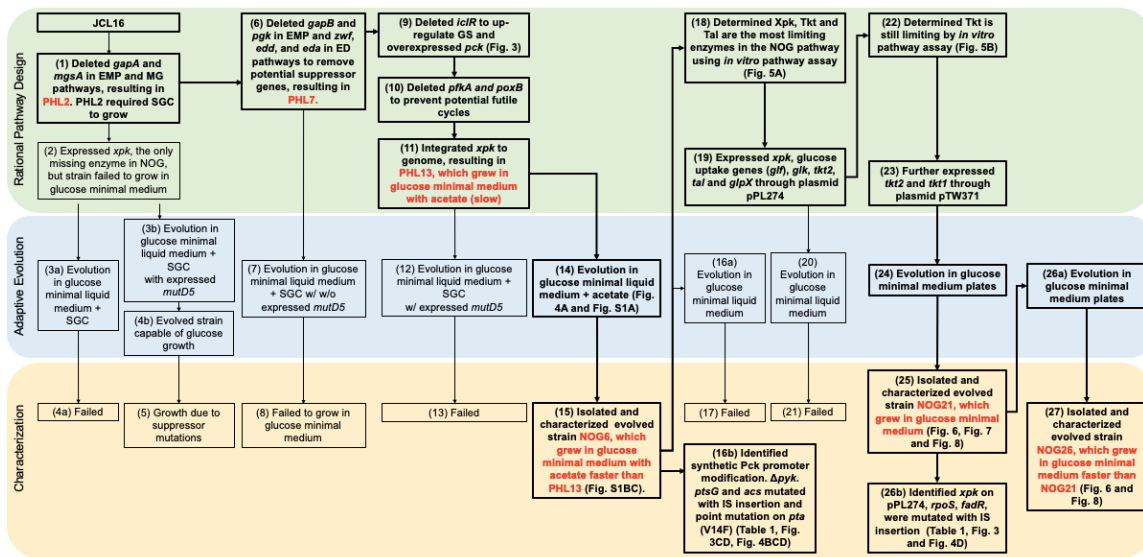 Rational Pathway Design
JCL16
(1) Deleted gapA and
mgsA in EMP and MG
pathways, resulting in
PHL2. PHL2 required SGC
to grow
(2) Expressed xpk, the only
missing enzyme in NOG,
but strain failed to grow in
glucose minimal medium
(6) Deleted gapB and
pgk in EMP and zwf,
edd, and eda in ED
pathways to remove
potential suppressor
genes, resulting in
PHL7.
(9) Deleted iclR to up-
regulate GS and
overexpressed pck (Fig. 3)
(10) Deleted pfkA and poxB
to prevent potential futile
cycles
(11) Integrated xpk to
genome, resulting in
PHL13, which grew in
glucose minimal medium
with acetate (slow)
(18) Determined Xpk, Tkt and
Tal are the most limiting
enzymes in the NOG pathway
using in vitro pathway assay
(Fig. 5A)
(19) Expressed xpk, glucose
uptake genes (glf), glk, tkt2,
tal and glpX through plasmid
pPL274
(22) Determined Tkt is
still limiting by in vitro
pathway assay
(Fig. 5B)
(23) Further expressed
tkt2 and tkt1 through
plasmid pTW371
Adaptive Evolution
(3a) Evolution in
glucose minimal
liquid medium +
SGC
(3b) Evolution in
glucose minimal
liquid medium +
SGC
with expressed
mutD5
(4b) Evolved strain
capable of glucose
growth
(7) Evolution in glucose
minimal liquid medium
+ SGC w/ w/o
expressed mutD5
(12) Evolution in glucose
minimal liquid medium
+ SGC
w/ expressed mutD5
(14) Evolution in
glucose minimal liquid
medium + acetate (Fig.
4A and Fig. S1A)
(16a)
Evolution in
glucose
minimal liquid
medium
(20)
Evolution in
glucose
minimal liquid
medium
(24) Evolution in glucose
minimal medium plates
(26a) Evolution in
glucose minimal
medium plates
Characterization
(4a) Failed
(5) Growth due to
suppressor
mutations
(8) Failed to grow in
glucose minimal
medium
(13) Failed
(15) Isolated and
characterized evolved
strain NOG6, which
grew in glucose
minimal medium with
acetate faster than
PHL13 (Fig. S1BC).
(17) Failed
(21) Failed
(16b) Identified
synthetic Pck promoter
modification. Δpyk.
ptsG and acs mutated
with IS insertion and
point mutation on pta
(V14F) (Table 1, Fig.
3CD, Fig. 4BCD)
(25) Isolated and
characterized evolved
strain NOG21, which
grew in glucose minimal
medium (Fig. 6, Fig. 7
and Fig. 8)
(26b) Identified xpk on
pPL274, rpoS, fadR,
were mutated with IS
insertion (Table 1, Fig. 3
and Fig. 4D)
(27) Isolated and
characterized evolved
strain
NOG26, which grew
in glucose minimal
medium faster than
NOG21 (Fig. 6 and
Fig. 8)